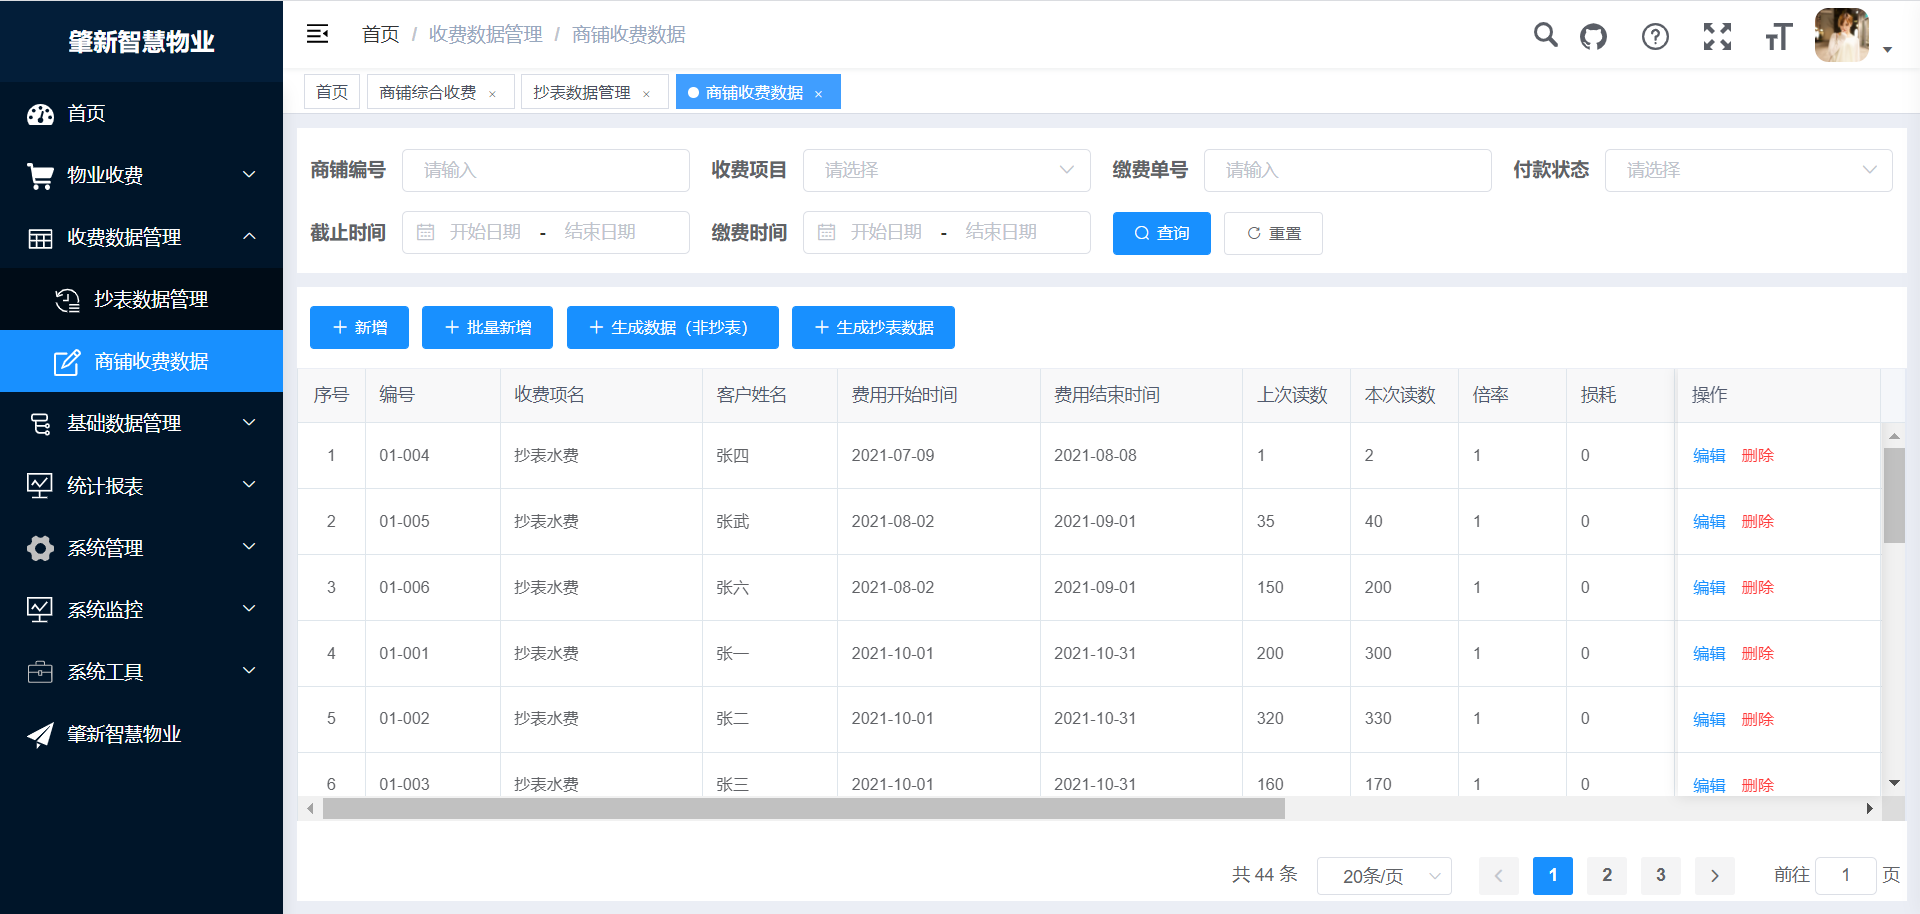 肇新智慧物业
首页
物业收费
收费数据管理
抄表数据管理
商铺收费数据
基础数据管理
统计报表
系统管理
系统监控
系统工具
肇新智慧物业
首页 / 收费数据管理 / 商铺收费数据
首页 商铺综合收费 × 抄表数据管理 × 商铺收费数据 ×
商铺编号 请输入 收费项目 请选择 缴费单号 请输入 付款状态 请选择
截止时间 开始日期 - 结束日期 缴费时间 开始日期 - 结束日期 查询 重置
+ 新增 + 批量新增 + 生成数据（非抄表） + 生成抄表数据
序号 编号 收费项名 客户姓名 费用开始时间 费用结束时间 上次读数 本次读数 倍率 损耗 操作
1 01-004 抄表水费 张四 2021-07-09 2021-08-08 1 2 1 0 编辑 删除
2 01-005 抄表水费 张武 2021-08-02 2021-09-01 35 40 1 0 编辑 删除
3 01-006 抄表水费 张六 2021-08-02 2021-09-01 150 200 1 0 编辑 删除
4 01-001 抄表水费 张一 2021-10-01 2021-10-31 200 300 1 0 编辑 删除
5 01-002 抄表水费 张二 2021-10-01 2021-10-31 320 330 1 0 编辑 删除
6 01-003 抄表水费 张三 2021-10-01 2021-10-31 160 170 1 0 编辑 删除
共 44 条 20条/页 < 1 2 3 > 前往 1 页